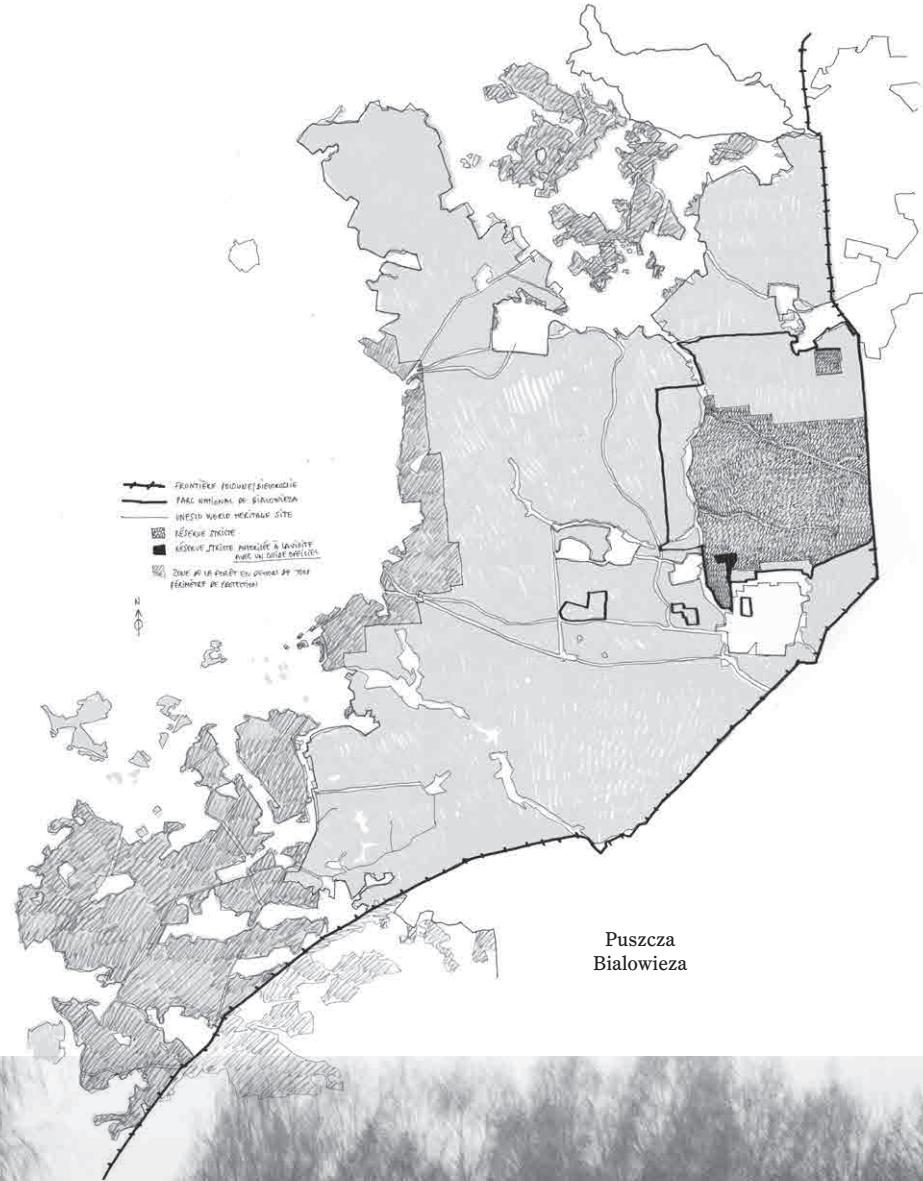 FRONTIÈRE POLOGNE/BIELORUSSIE
PARC NATIONAL DE BIALOWIEZA
UNESCO WORLD HERITAGE SITE
RÉSERVE STRICTE
RÉSERVE STRICTE AUTORISÉE À LA VISITE
AVEC UN GUIDE OFFICIEL
ZONE DE LA FORÊT EN DEHORS DE TOUT
PÉRIMÈTRE DE PROTECTION
N
Puszcza
Bialowieza